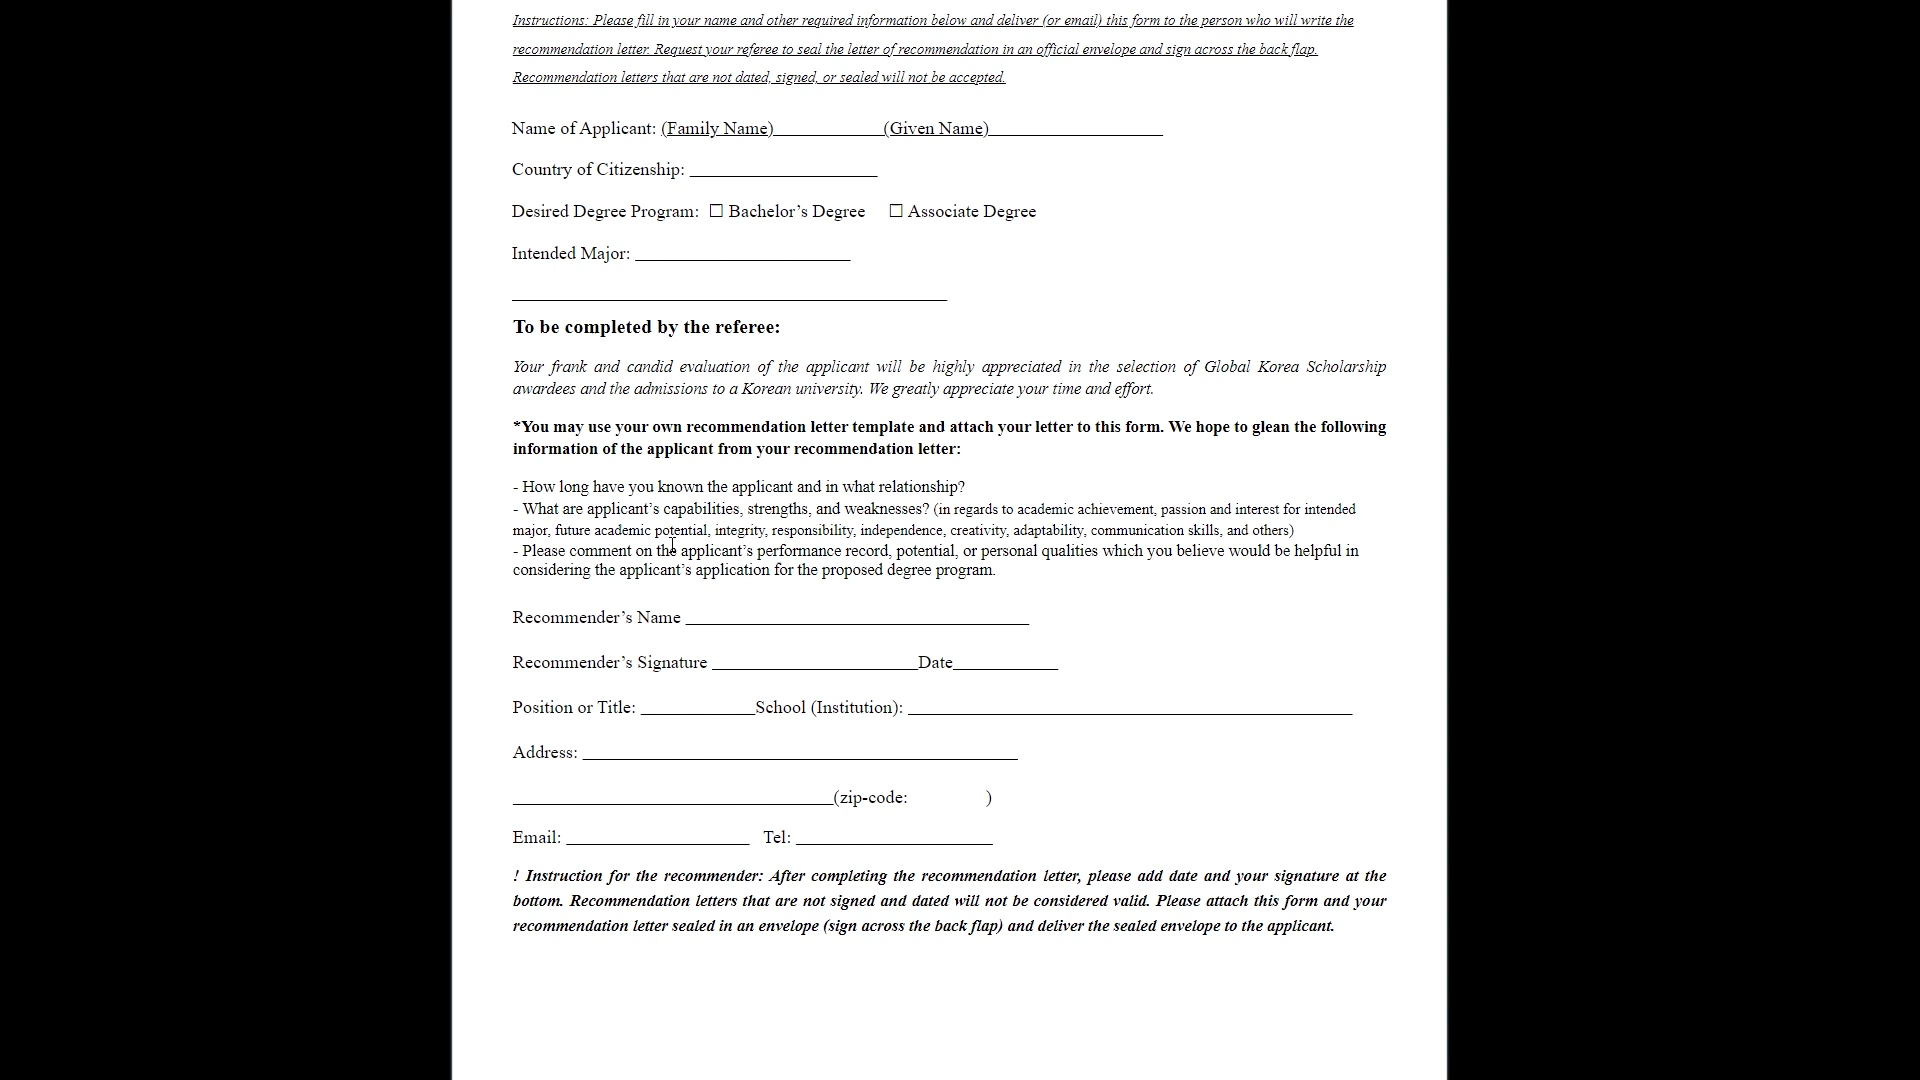 Instructions: Please fill in your name and other required information below and deliver (or email) this form to the person who will write the
recommendation letter. Request your referee to seal the letter of recommendation in an official envelope and sign across the back flap.
Recommendation letters that are not dated, signed, or sealed will not be accepted.
Name of Applicant: (Family Name)____________(Given Name)___________________
Country of Citizenship: ____________________
Desired Degree Program: ☐ Bachelor’s Degree ☐ Associate Degree
Intended Major: _______________________
To be completed by the referee:
Your frank and candid evaluation of the applicant will be highly appreciated in the selection of Global Korea Scholarship
awardees and the admissions to a Korean university. We greatly appreciate your time and effort.
*You may use your own recommendation letter template and attach your letter to this form. We hope to glean the following
information of the applicant from your recommendation letter:
- How long have you known the applicant and in what relationship?
- What are applicant’s capabilities, strengths, and weaknesses? (in regards to academic achievement, passion and interest for intended
major, future academic potential, integrity, responsibility, independence, creativity, adaptability, communication skills, and others)
- Please comment on the applicant’s performance record, potential, or personal qualities which you believe would be helpful in
considering the applicant’s application for the proposed degree program.
Recommender’s Name _____________________________________
Recommender’s Signature ______________________Date___________
Position or Title: ____________School (Institution): ________________________________________________
Address: _______________________________________________
___________________________________(zip-code: )
Email: ____________________ Tel: _____________________
! Instruction for the recommender: After completing the recommendation letter, please add date and your signature at the
bottom. Recommendation letters that are not signed and dated will not be considered valid. Please attach this form and your
recommendation letter sealed in an envelope (sign across the back flap) and deliver the sealed envelope to the applicant.